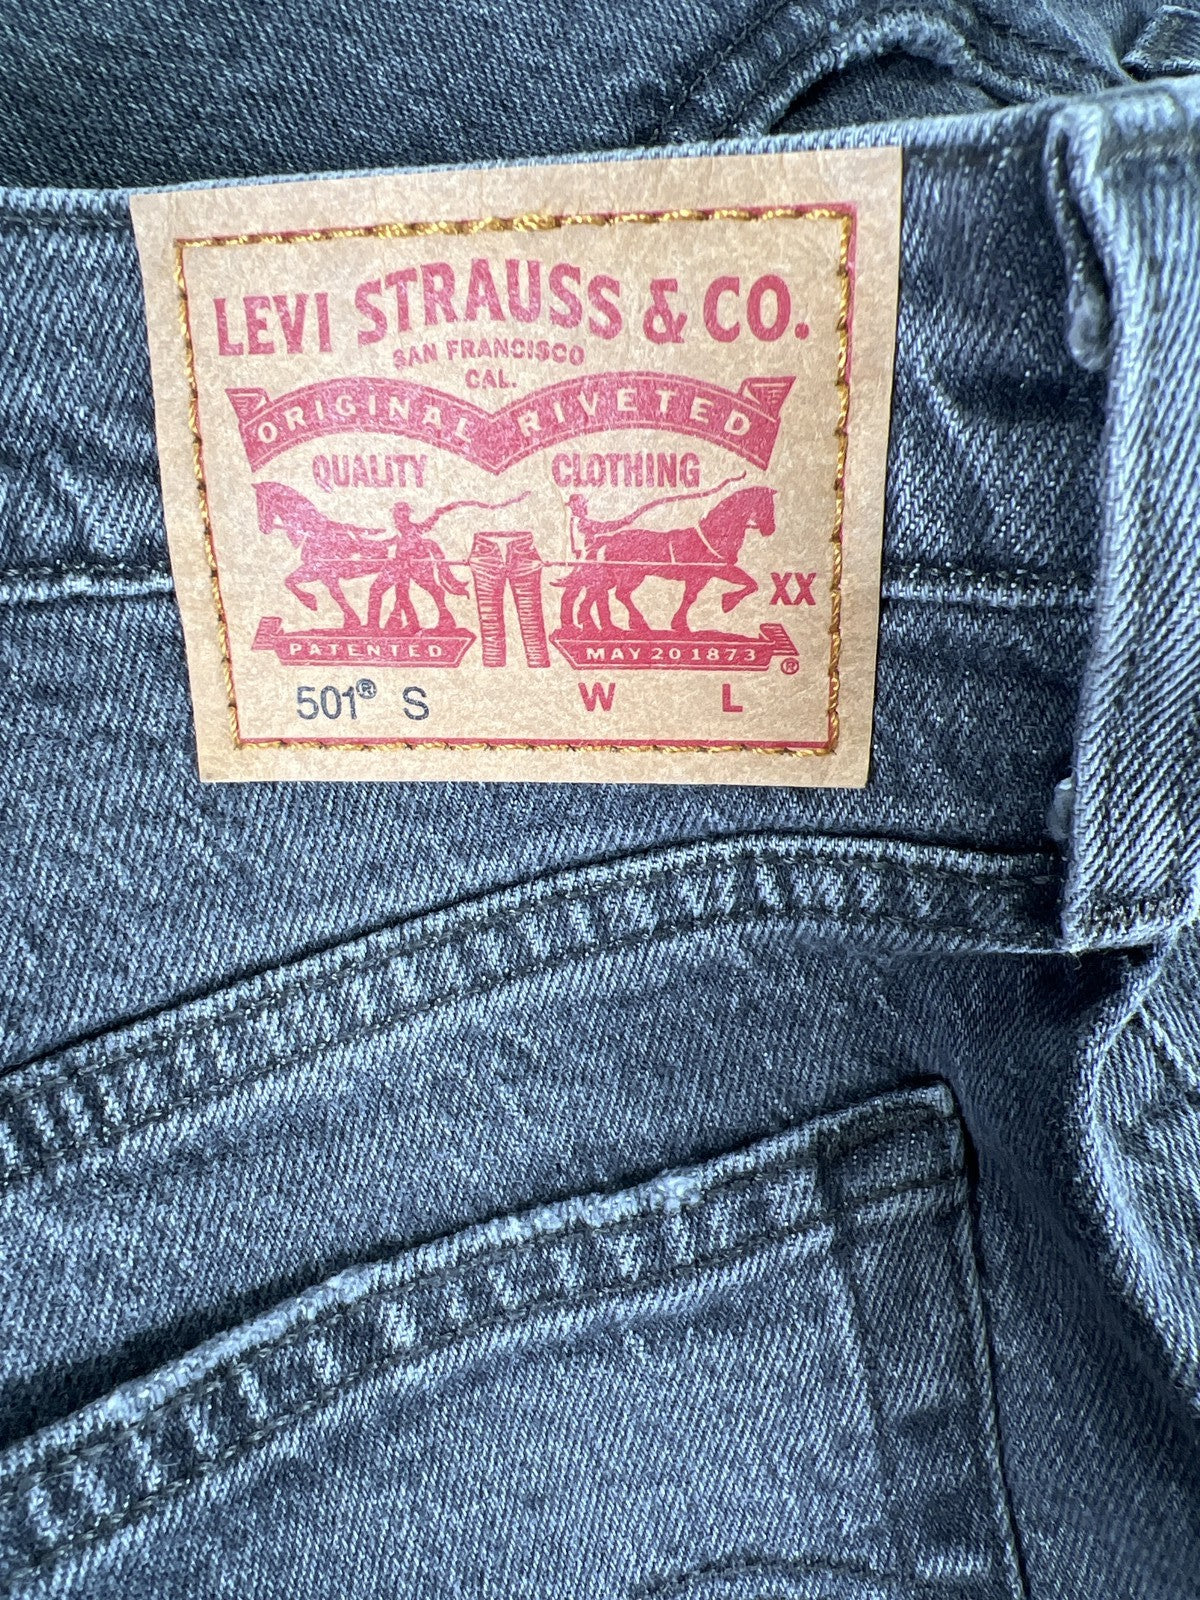 LEVI STRAUSS & CO.
SAN FRANCISCO
CAL.
ORIGINAL RIVETED
QUALITY CLOTHING
XX
PATENTED MAY 20 1873 ®
501® S W L